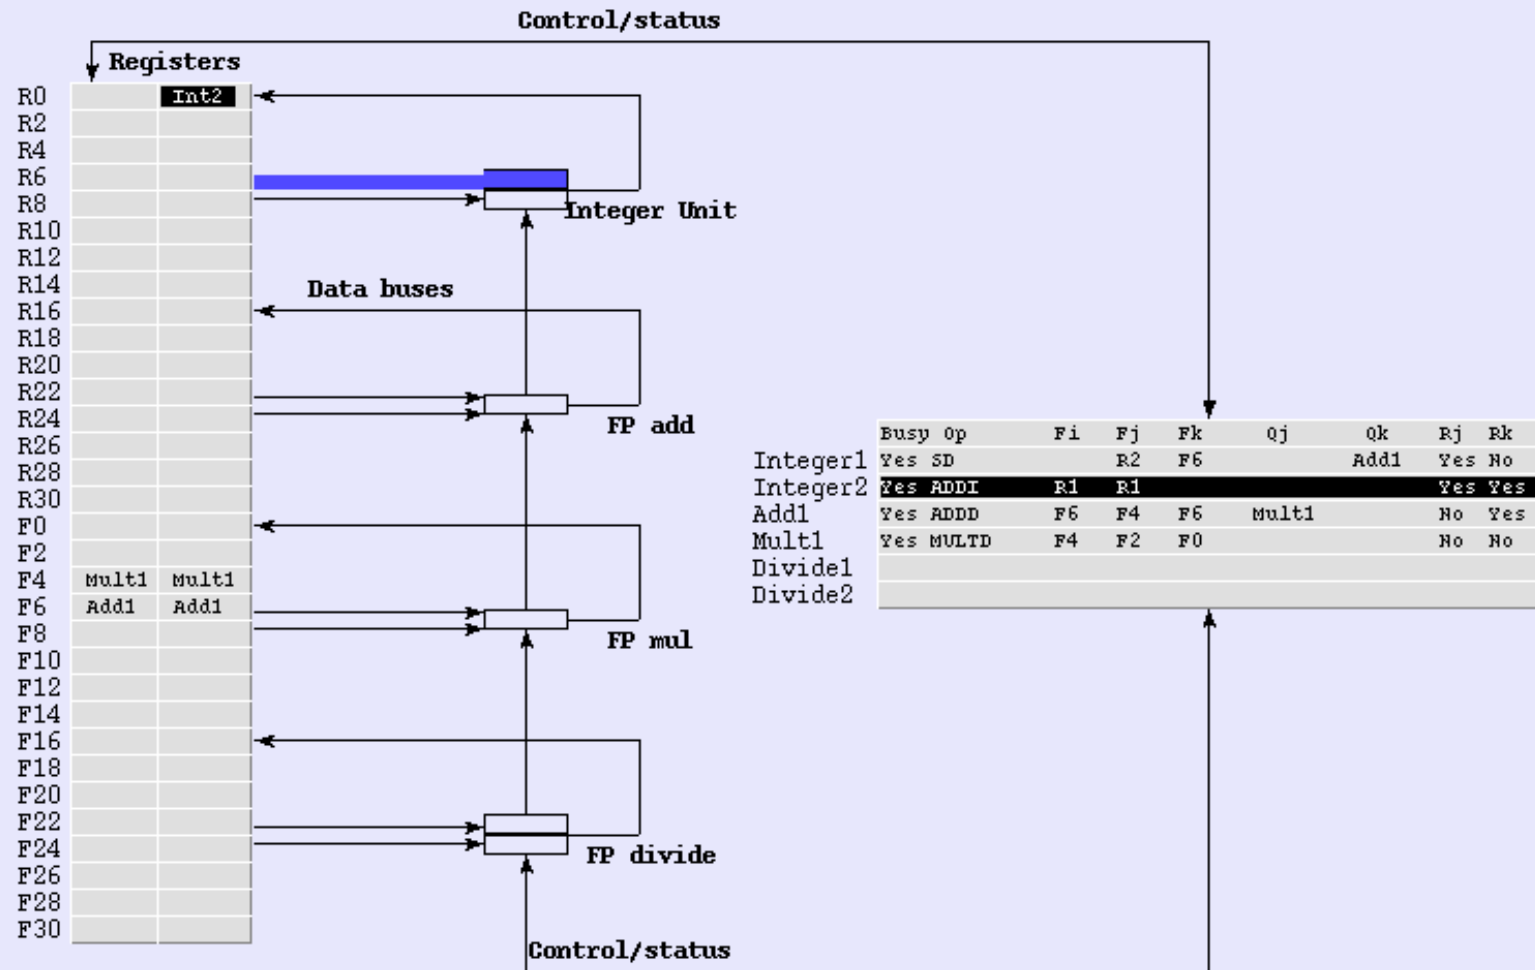 Control/status
Registers
R0 Int2
R2
R4
R6
R8
Integer Unit
R10
R12
R14
Data buses
R16
R18
R20
R22
R24
FP add
R26
R28
R30
F0
F2
F4 Mult1 Mult1
F6 Add1 Add1
F8
FP mul
F10
F12
F14
F16
F18
F20
F22
F24
FP divide
F26
F28
F30
Control/status
Busy Op Fi Fj Fk Qj Qk Rj Rk
Integer1 Yes SD R2 F6 Add1 Yes No
Integer2 Yes ADDI R1 R1 Yes Yes
Add1 Yes ADDD F6 F4 F6 Mult1 No Yes
Mult1 Yes MULTD F4 F2 F0 No No
Divide1
Divide2